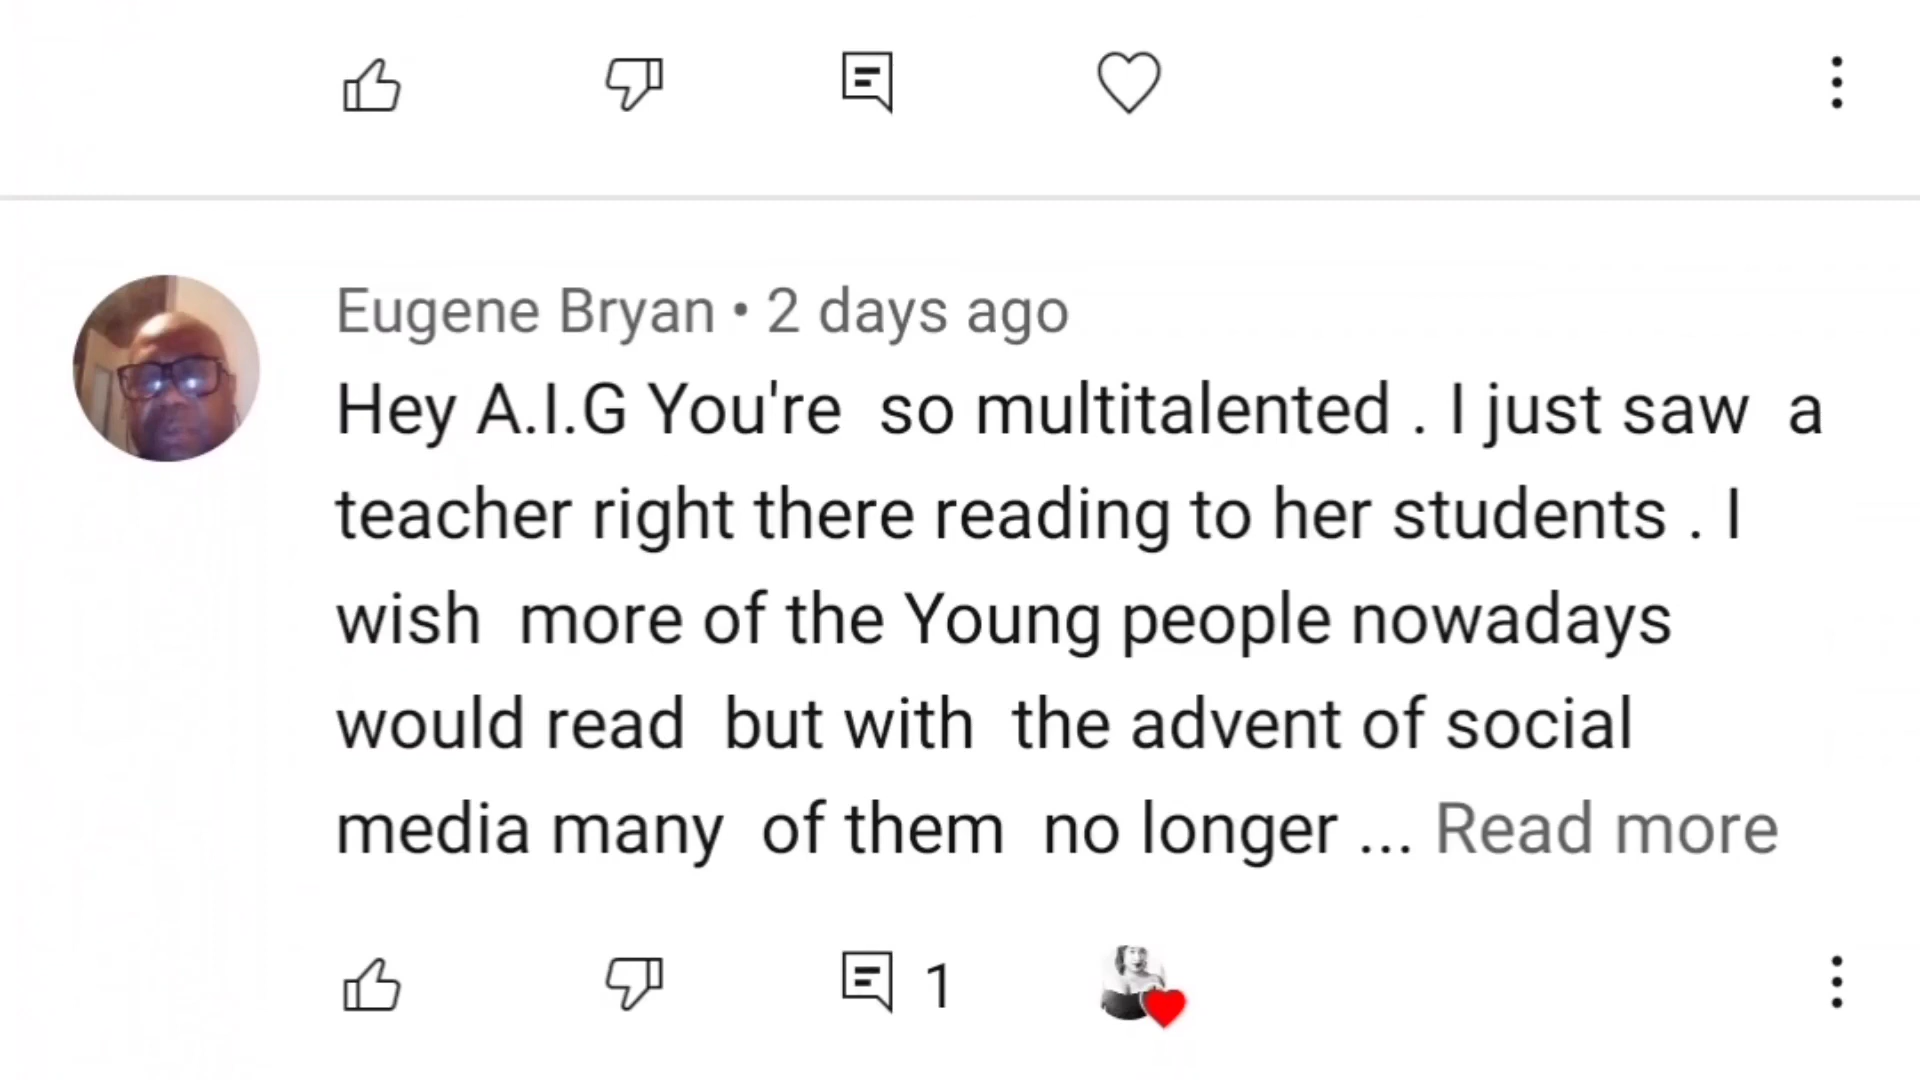 Eugene Bryan • 2 days ago
Hey A.I.G You're  so multitalented . I just saw  a
teacher right there reading to her students . I
wish  more of the Young people nowadays
would read  but with  the advent of social
media many  of them  no longer ... Read more
1